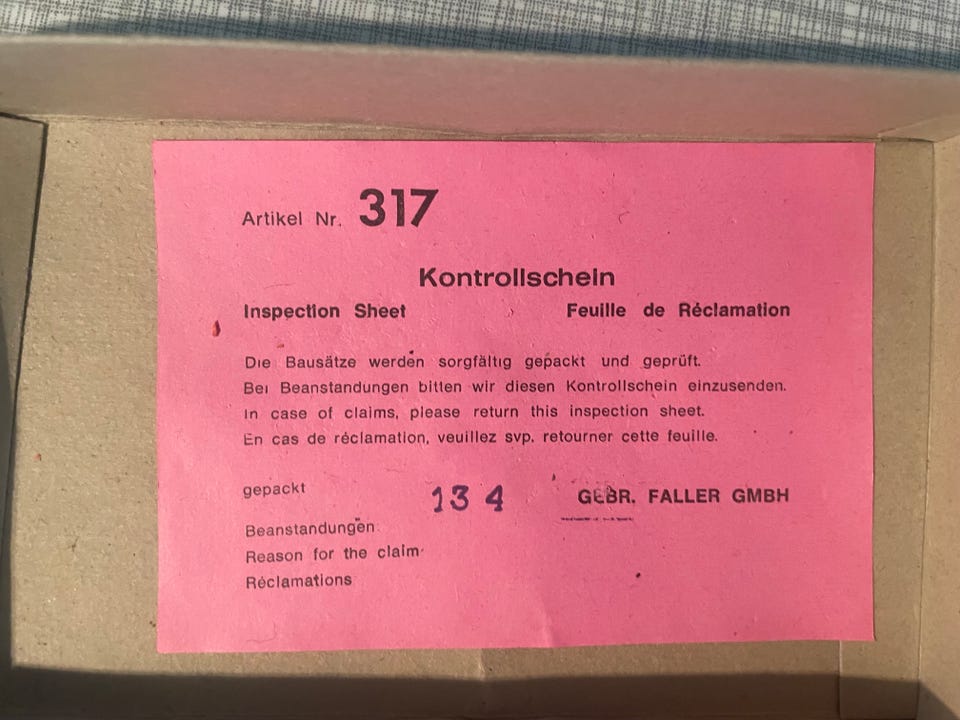 Artikel Nr. 317
Kontrollschein
Inspection Sheet Feuille de Réclamation
Die Bausätze werden sorgfältig gepackt und geprüft.
Bei Beanstandungen bitten wir diesen Kontrollschein einzusenden.
In case of claims, please return this inspection sheet.
En cas de réclamation, veuillez svp. retourner cette feuille.
gepackt 134 GEBR. FALLER GMBH
Beanstandungen
Reason for the claim
Réclamations